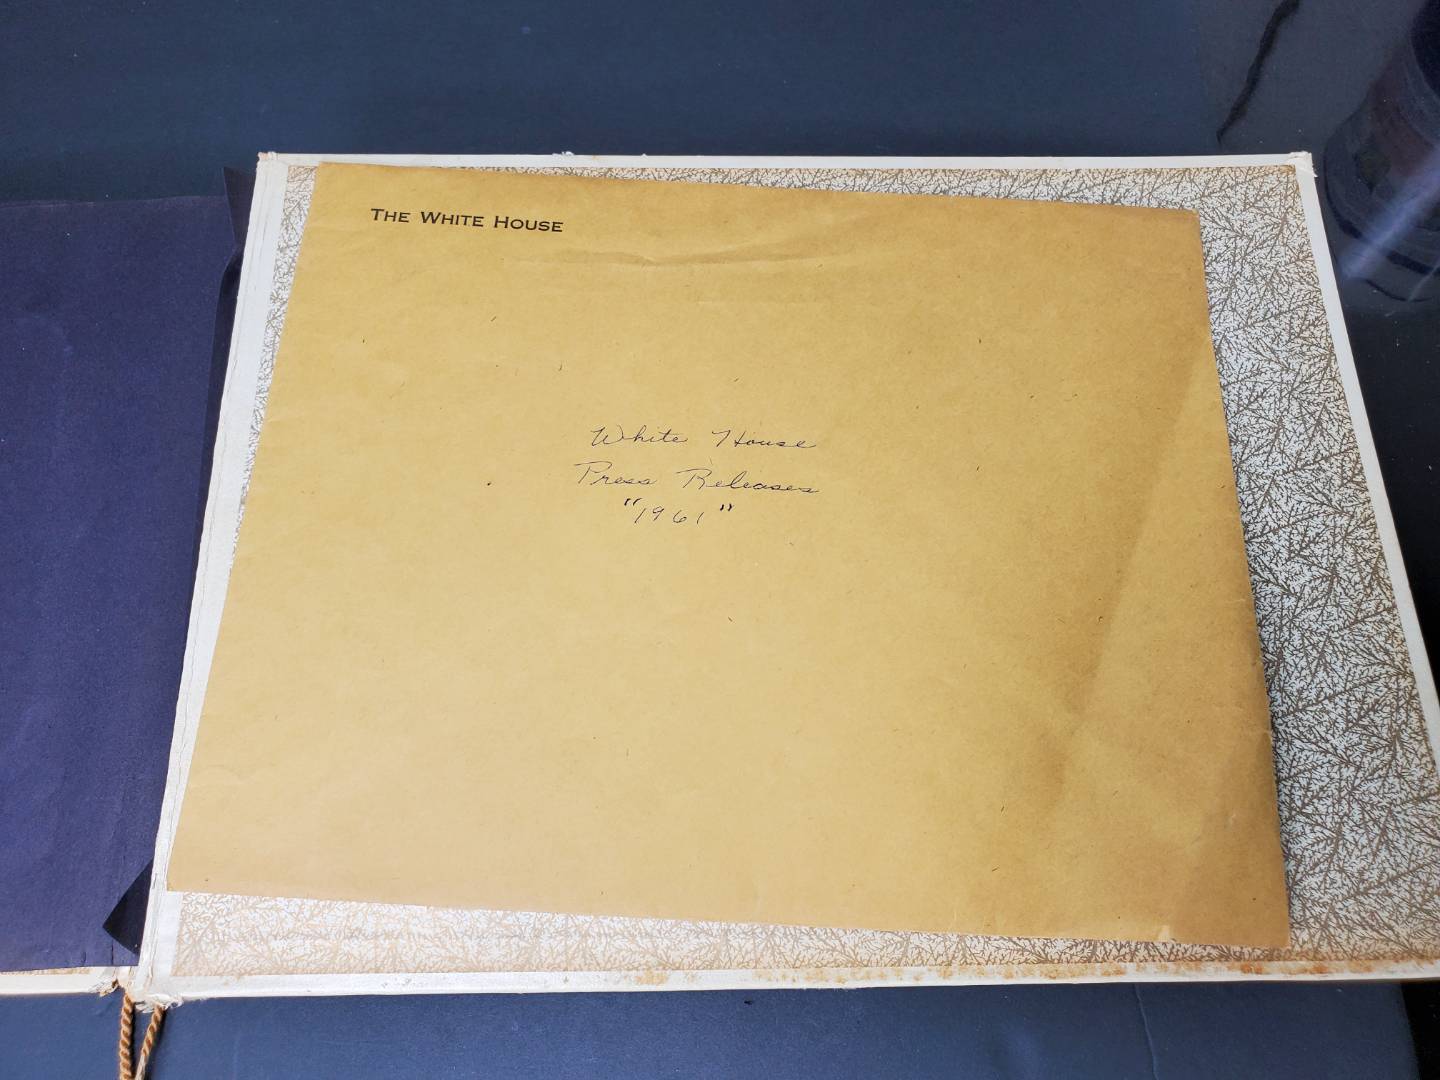 THE WHITE HOUSE
White House
Press Releases
"1961"